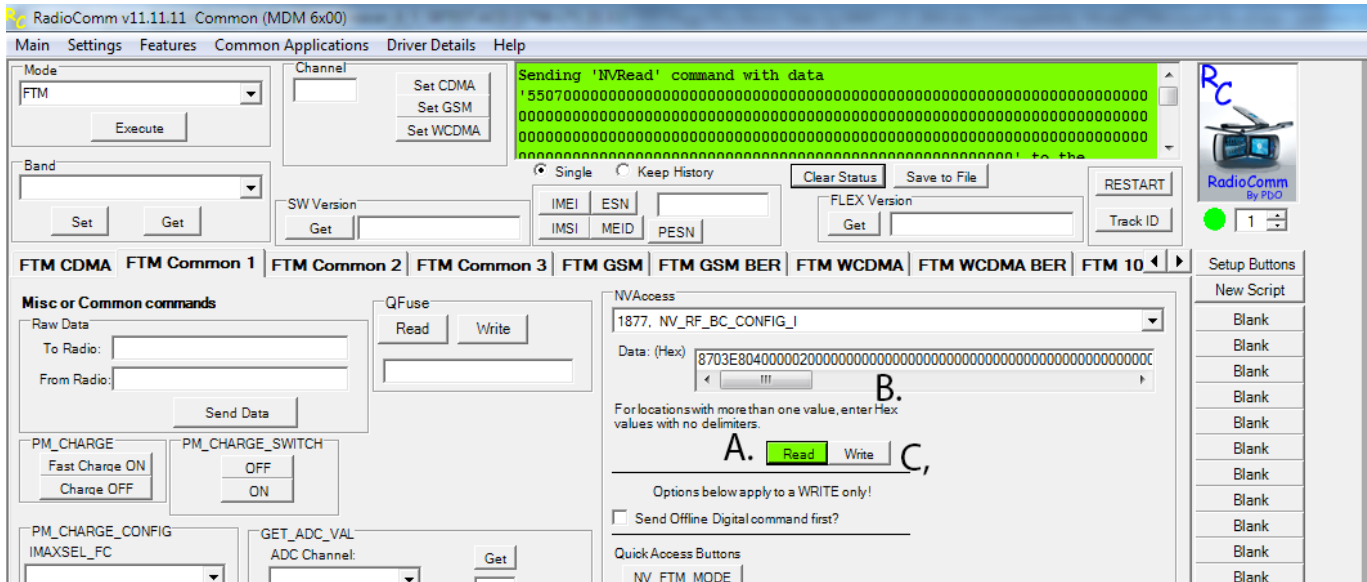 RadioComm v11.11.11 Common (MDM 6x00)
Main Settings Features Common Applications Driver Details Help
Mode
FTM
Execute
Channel
Set CDMA
Set GSM
Set WCDMA
Sending 'NVRead' command with data
RC
RadioComm
By PDO
1
Band
Set Get
SW Version
Get
Single Keep History
Clear Status Save to File
IMEI ESN
IMSI MEID PESN
FLEX Version
Get
RESTART
Track ID
FTM CDMA FTM Common 1 FTM Common 2 FTM Common 3 FTM GSM FTM GSM BER FTM WCDMA FTM WCDMA BER FTM 10
Setup Buttons
New Script
Blank
Blank
Blank
Blank
Blank
Blank
Blank
Blank
Blank
Blank
Blank
Misc or Common commands
Raw Data
To Radio:
From Radio:
Send Data
QFuse
Read Write
PM_CHARGE
Fast Charge ON
Charge OFF
PM_CHARGE_SWITCH
OFF
ON
PM_CHARGE_CONFIG
IMAXSEL_FC
GET_ADC_VAL
ADC Channel:
Get
NVAccess
1877, NV_RF_BC_CONFIG_I
Data: (Hex)
B.
For locations with more than one value, enter Hex
values with no delimiters.
A. Read Write C,
Options below apply to a WRITE only!
Send Offline Digital command first?
Quick Access Buttons
NV_FTM_MODE